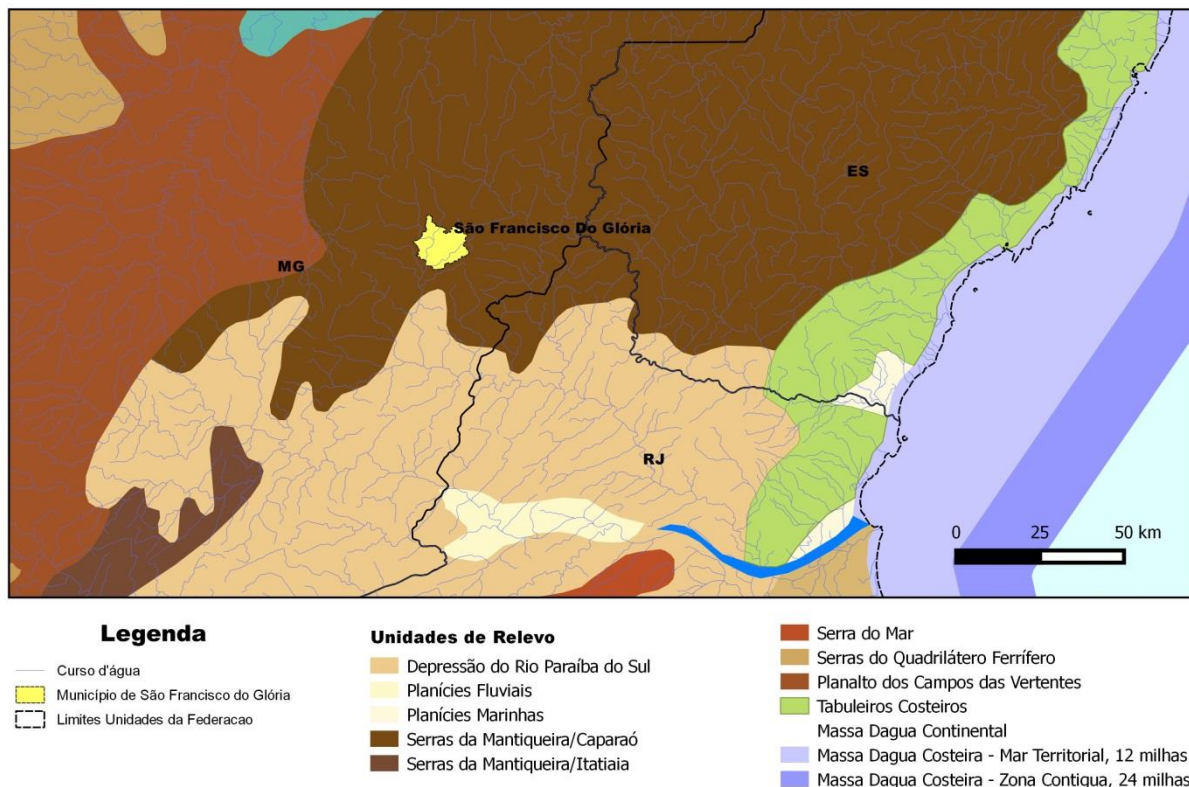 ES
São Francisco Do Glória
MG
RJ
0 25 50 km
Legenda
Curso d'água
Município de São Francisco do Glória
Limites Unidades da Federacao
Unidades de Relevo
Depressão do Rio Paraíba do Sul
Planícies Fluviais
Planícies Marinhas
Serras da Mantiqueira/Caparaó
Serras da Mantiqueira/Itatiaia
Serra do Mar
Serras do Quadrilátero Ferrífero
Planalto dos Campos das Vertentes
Tabuleiros Costeiros
Massa Dagua Continental
Massa Dagua Costeira - Mar Territorial, 12 milhas
Massa Dagua Costeira - Zona Contigua, 24 milhas